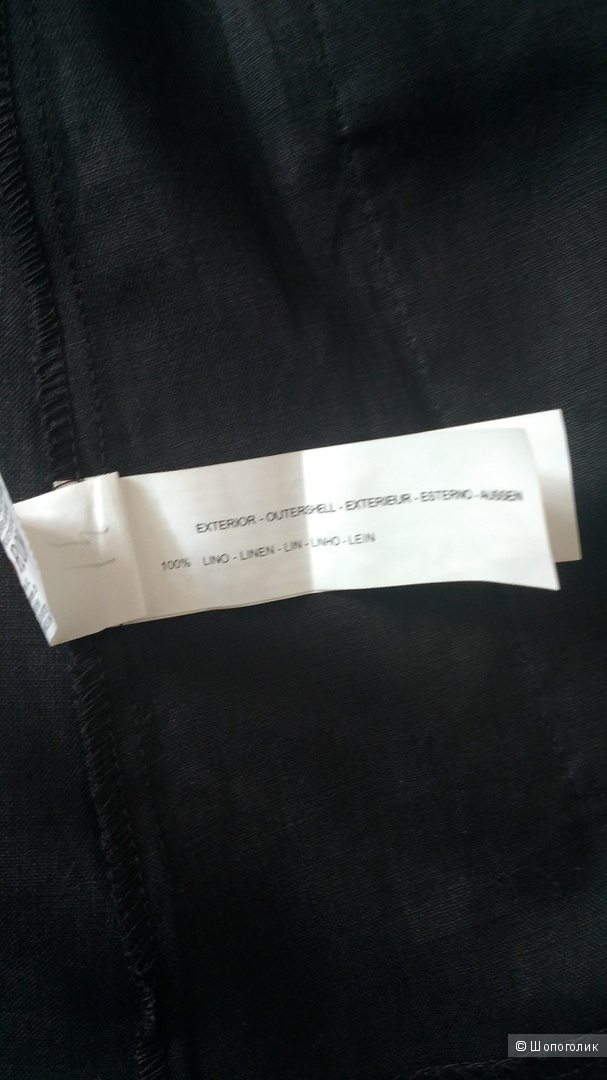 EXTERIOR - OUTERSHELL - EXTERIEUR - ESTERNO - AUSSEN
100% LINO - LINEN - LIN - LINHO - LEIN
© Шопоголик